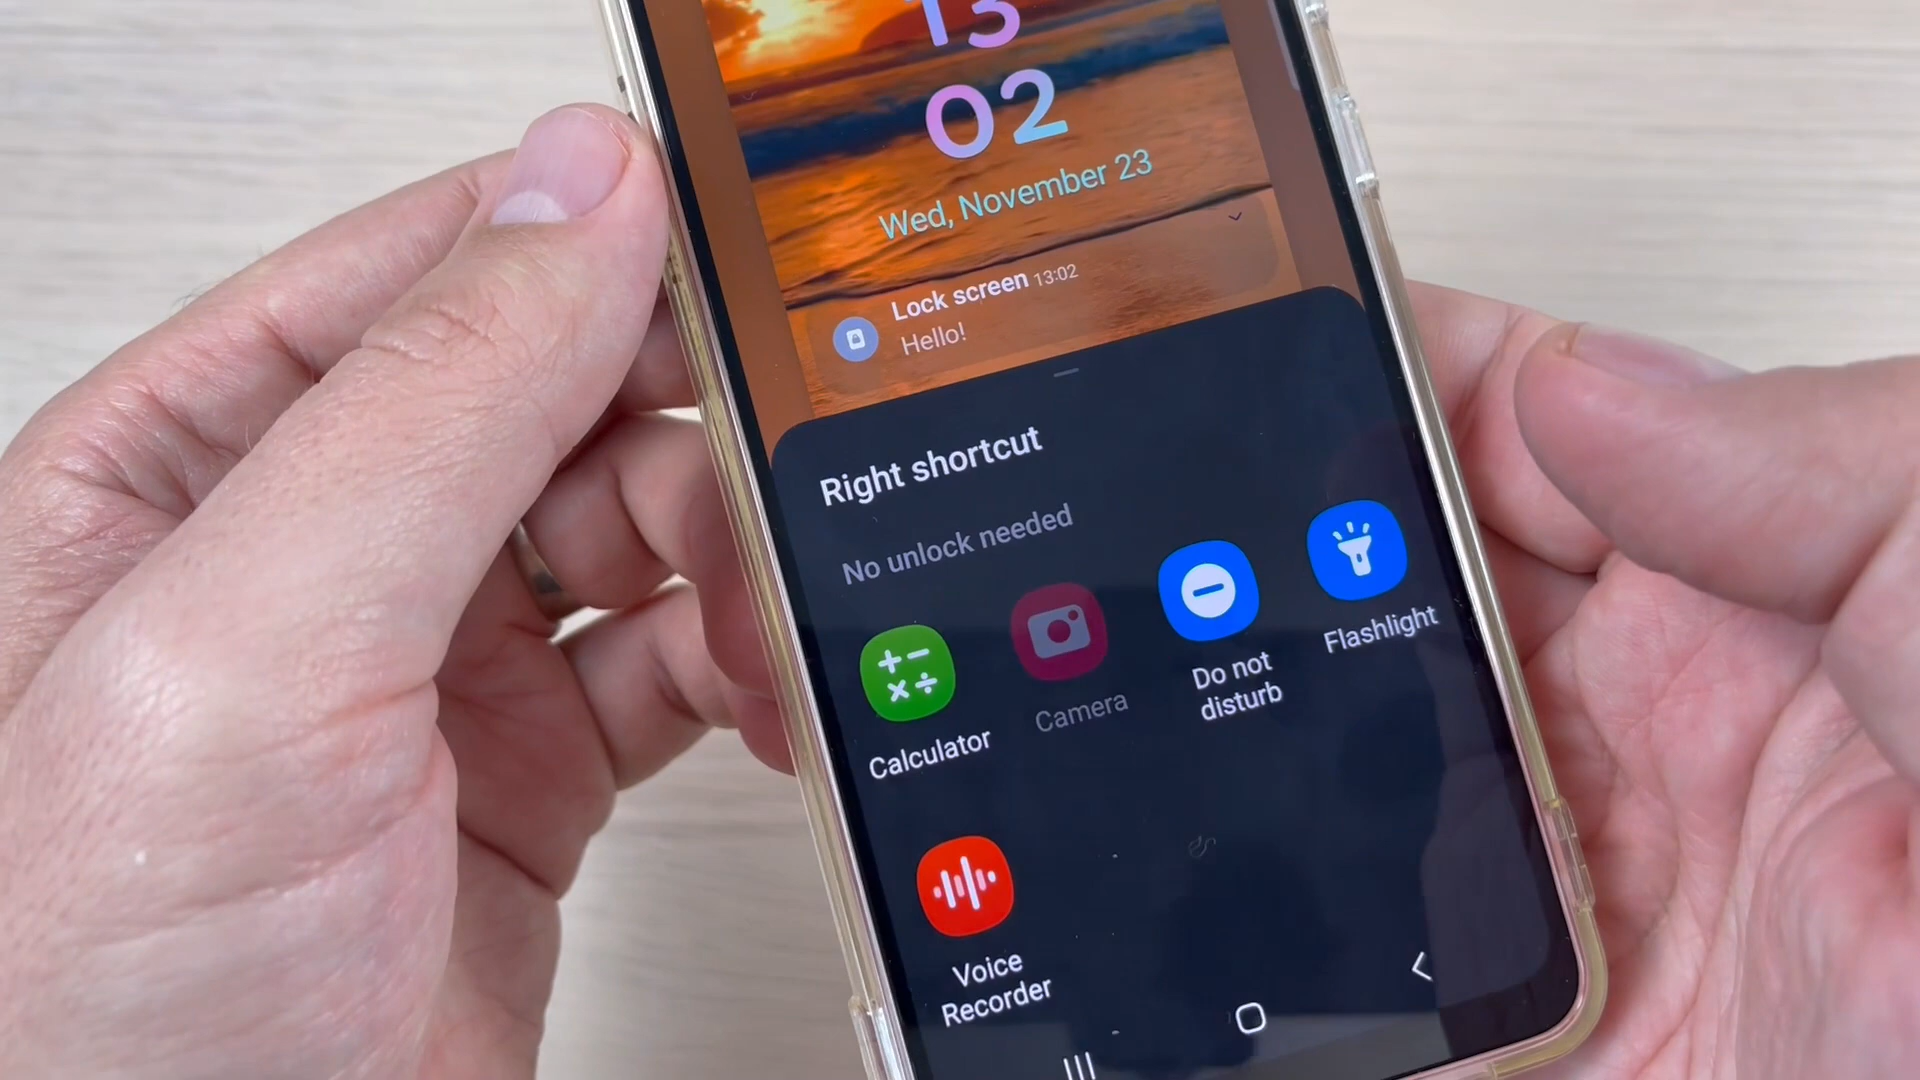 13
02
Wed, November 23
Lock screen 13:02
Hello!
Right shortcut
No unlock needed
Calculator
Camera
Do not
disturb
Flashlight
Voice
Recorder